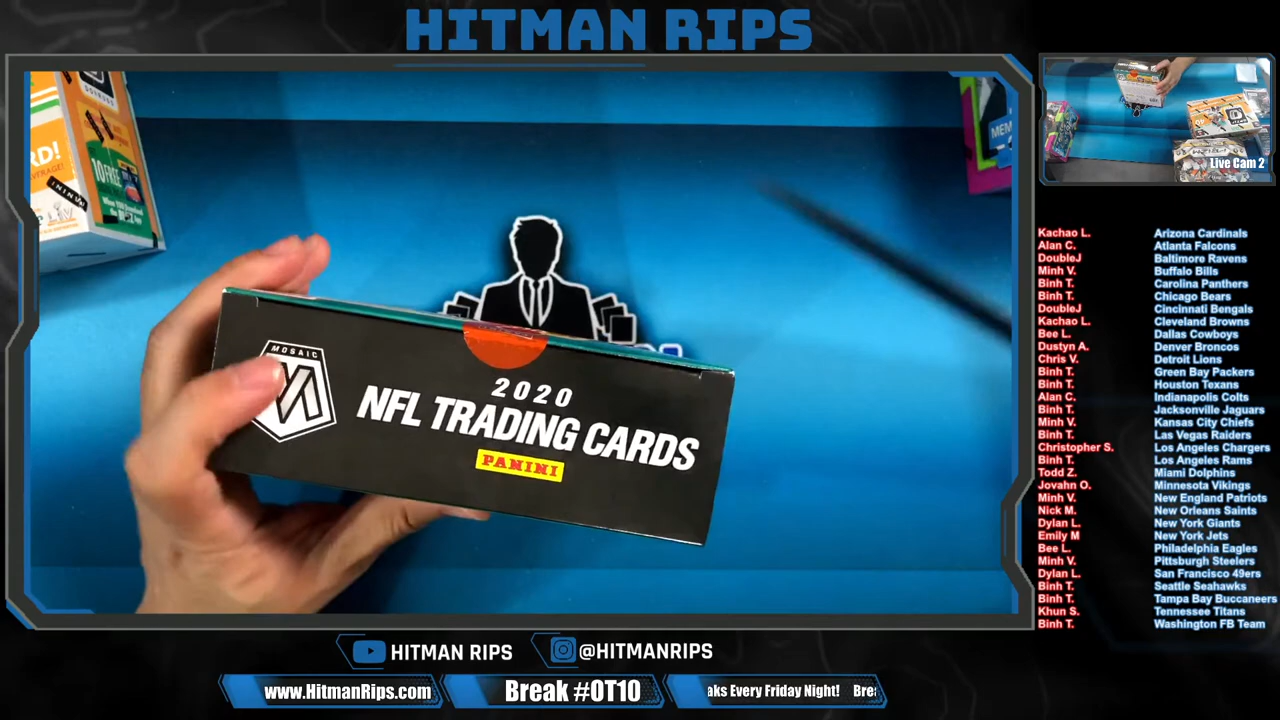 HITMAN RIPS
RD!
10 FREE
MEM
MOSAIC
2020
NFL TRADING CARDS
PANINI
Live Cam 2
Kachao L. Arizona Cardinals
Alan C. Atlanta Falcons
DoubleJ Baltimore Ravens
Minh V. Buffalo Bills
Binh T. Carolina Panthers
Binh T. Chicago Bears
DoubleJ Cincinnati Bengals
Kachao L. Cleveland Browns
Bee L. Dallas Cowboys
Dustyn A. Denver Broncos
Chris V. Detroit Lions
Binh T. Green Bay Packers
Binh T. Houston Texans
Alan C. Indianapolis Colts
Binh T. Jacksonville Jaguars
Minh V. Kansas City Chiefs
Binh T. Las Vegas Raiders
Christopher S. Los Angeles Chargers
Binh T. Los Angeles Rams
Todd Z. Miami Dolphins
Jovahn O. Minnesota Vikings
Minh V. New England Patriots
Nick M. New Orleans Saints
Dylan L. New York Giants
Emily M New York Jets
Bee L. Philadelphia Eagles
Minh V. Pittsburgh Steelers
Dylan L. San Francisco 49ers
Binh T. Seattle Seahawks
Binh T. Tampa Bay Buccaneers
Khun S. Tennessee Titans
Binh T. Washington FB Team
HITMAN RIPS @HITMANRIPS
www.HitmanRips.com Break #OT10 aks Every Friday Night! Brea